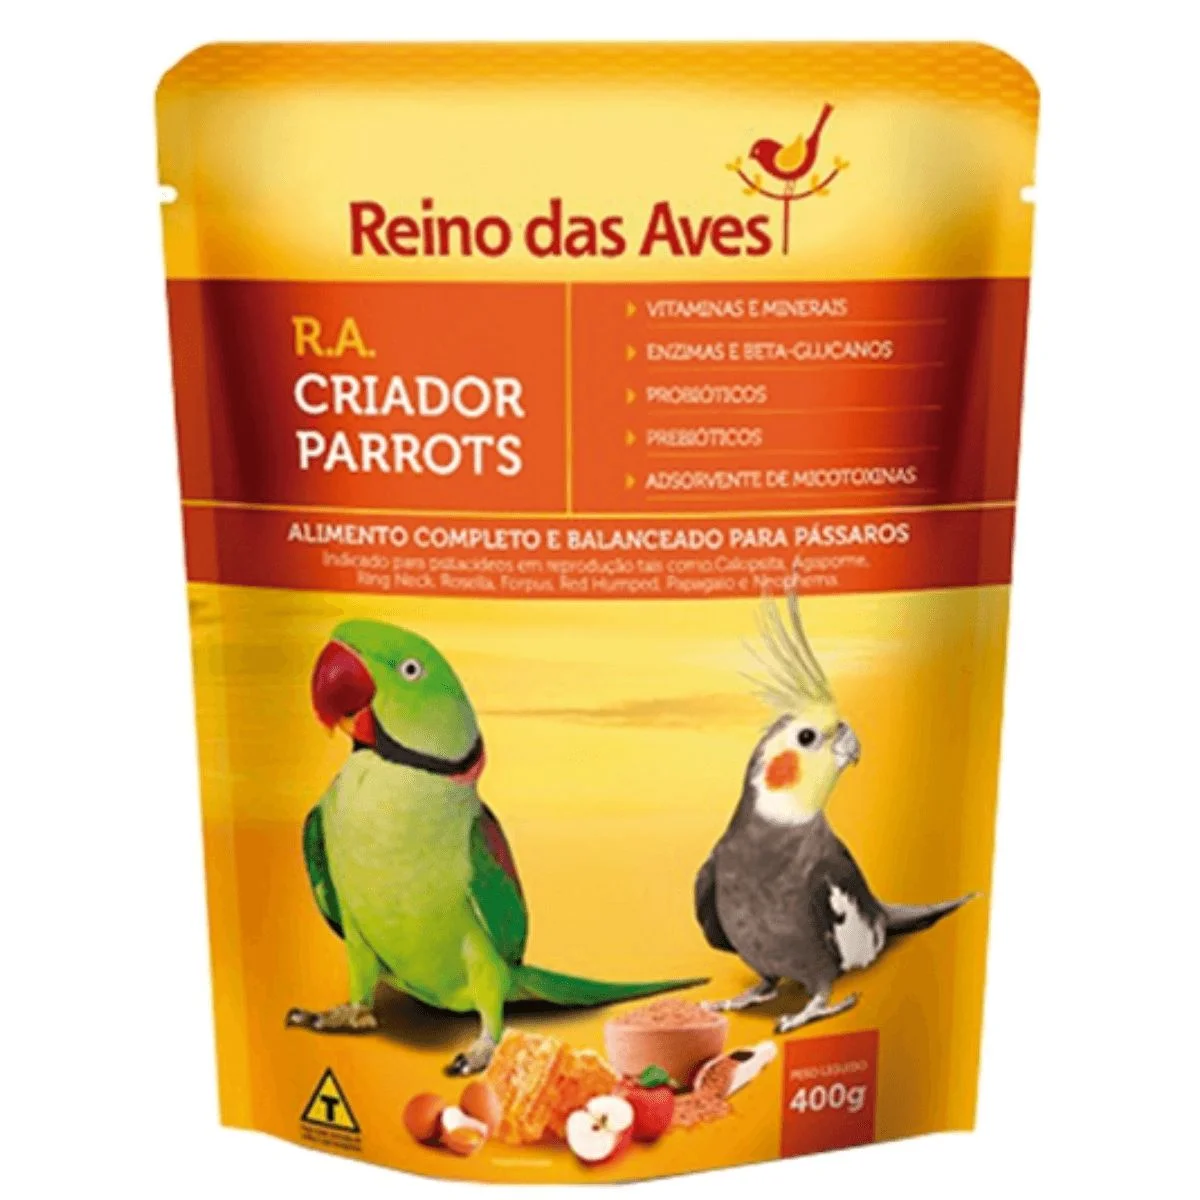 Reino das Aves
R.A.
CRIADOR
PARROTS
VITAMINAS E MINERAIS
ENZIMAS E BETA-GLUCANOS
PROBIÓTICOS
PREBIÓTICOS
ADSORVENTE DE MICOTOXINAS
ALIMENTO COMPLETO E BALANCEADO PARA PÁSSAROS
Indicado para psitacídeos em reprodução tais como,Calopsita, Agaporne,
Ring Neck, Rosella, Forpus, Red Humped, Papagaio e Neophema.
T
PESO LÍQUIDO
400g